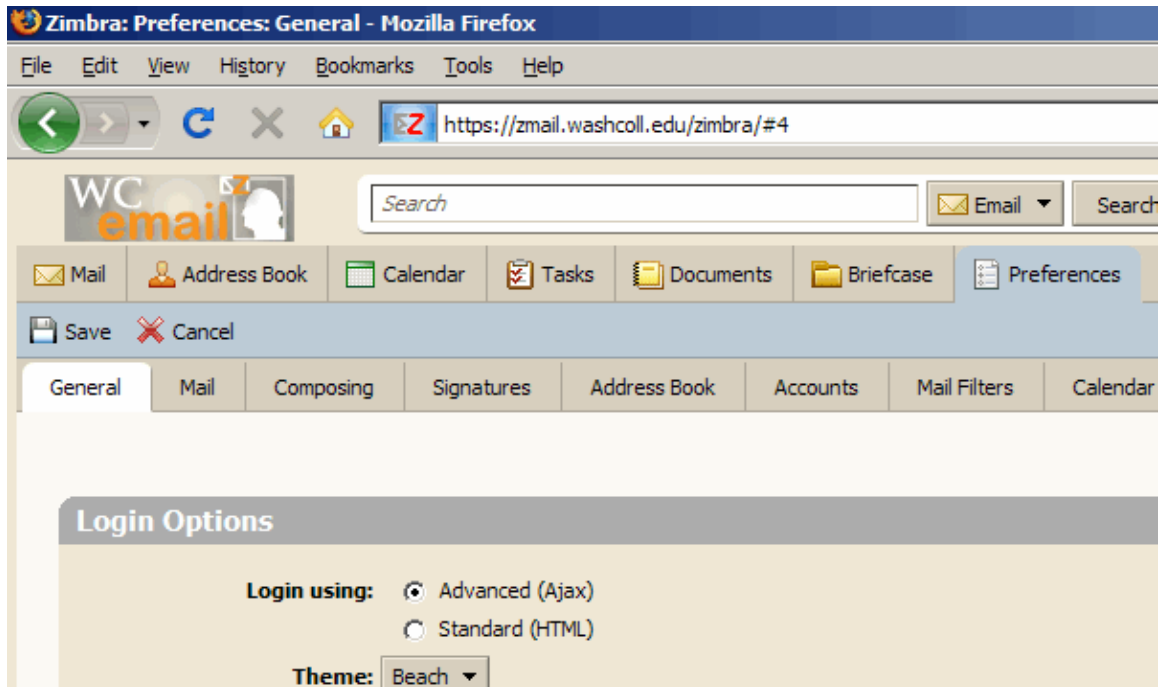 Zimbra: Preferences: General - Mozilla Firefox
File Edit View History Bookmarks Tools Help
Z https://zmail.washcoll.edu/zimbra/#4
WC Z
email
Search Email Search
Mail Address Book Calendar Tasks Documents Briefcase Preferences
Save Cancel
General Mail Composing Signatures Address Book Accounts Mail Filters Calendar
Login Options
Login using: Advanced (Ajax)
Standard (HTML)
Theme: Beach